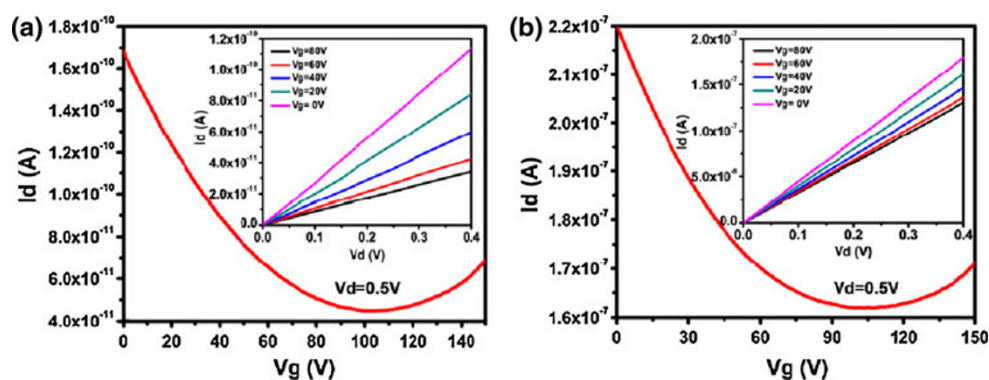 (a)
1.8x10⁻¹⁰
1.6x10⁻¹⁰
1.4x10⁻¹⁰
1.2x10⁻¹⁰
1.0x10⁻¹⁰
8.0x10⁻¹¹
6.0x10⁻¹¹
4.0x10⁻¹¹
Id (A)
0 20 40 60 80 100 120 140
Vg (V)
Vd=0.5V
1.2x10⁻¹⁰
9.0x10⁻¹¹
6.0x10⁻¹¹
4.0x10⁻¹¹
2.0x10⁻¹¹
0.0
Id (A)
Vg=80V
Vg=60V
Vg=40V
Vg=20V
Vg= 0V
0.0 0.1 0.2 0.3 0.4
Vd (V)
(b)
2.2x10⁻⁷
2.1x10⁻⁷
2.0x10⁻⁷
1.9x10⁻⁷
1.8x10⁻⁷
1.7x10⁻⁷
1.6x10⁻⁷
Id (A)
0 30 60 90 120 150
Vg (V)
Vd=0.5V
2.0x10⁻⁷
1.5x10⁻⁷
1.0x10⁻⁷
5.0x10⁻⁸
0.0
Id (A)
Vg=80V
Vg=60V
Vg=40V
Vg=20V
Vg= 0V
0.0 0.1 0.2 0.3 0.4
Vd (V)